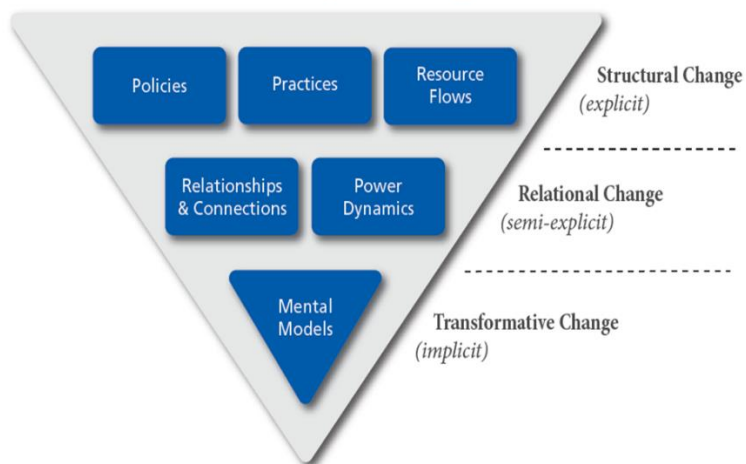 Policies
Practices
Resource
Flows
Structural Change
(explicit)
Relationships
& Connections
Power
Dynamics
Relational Change
(semi-explicit)
Mental
Models
Transformative Change
(implicit)